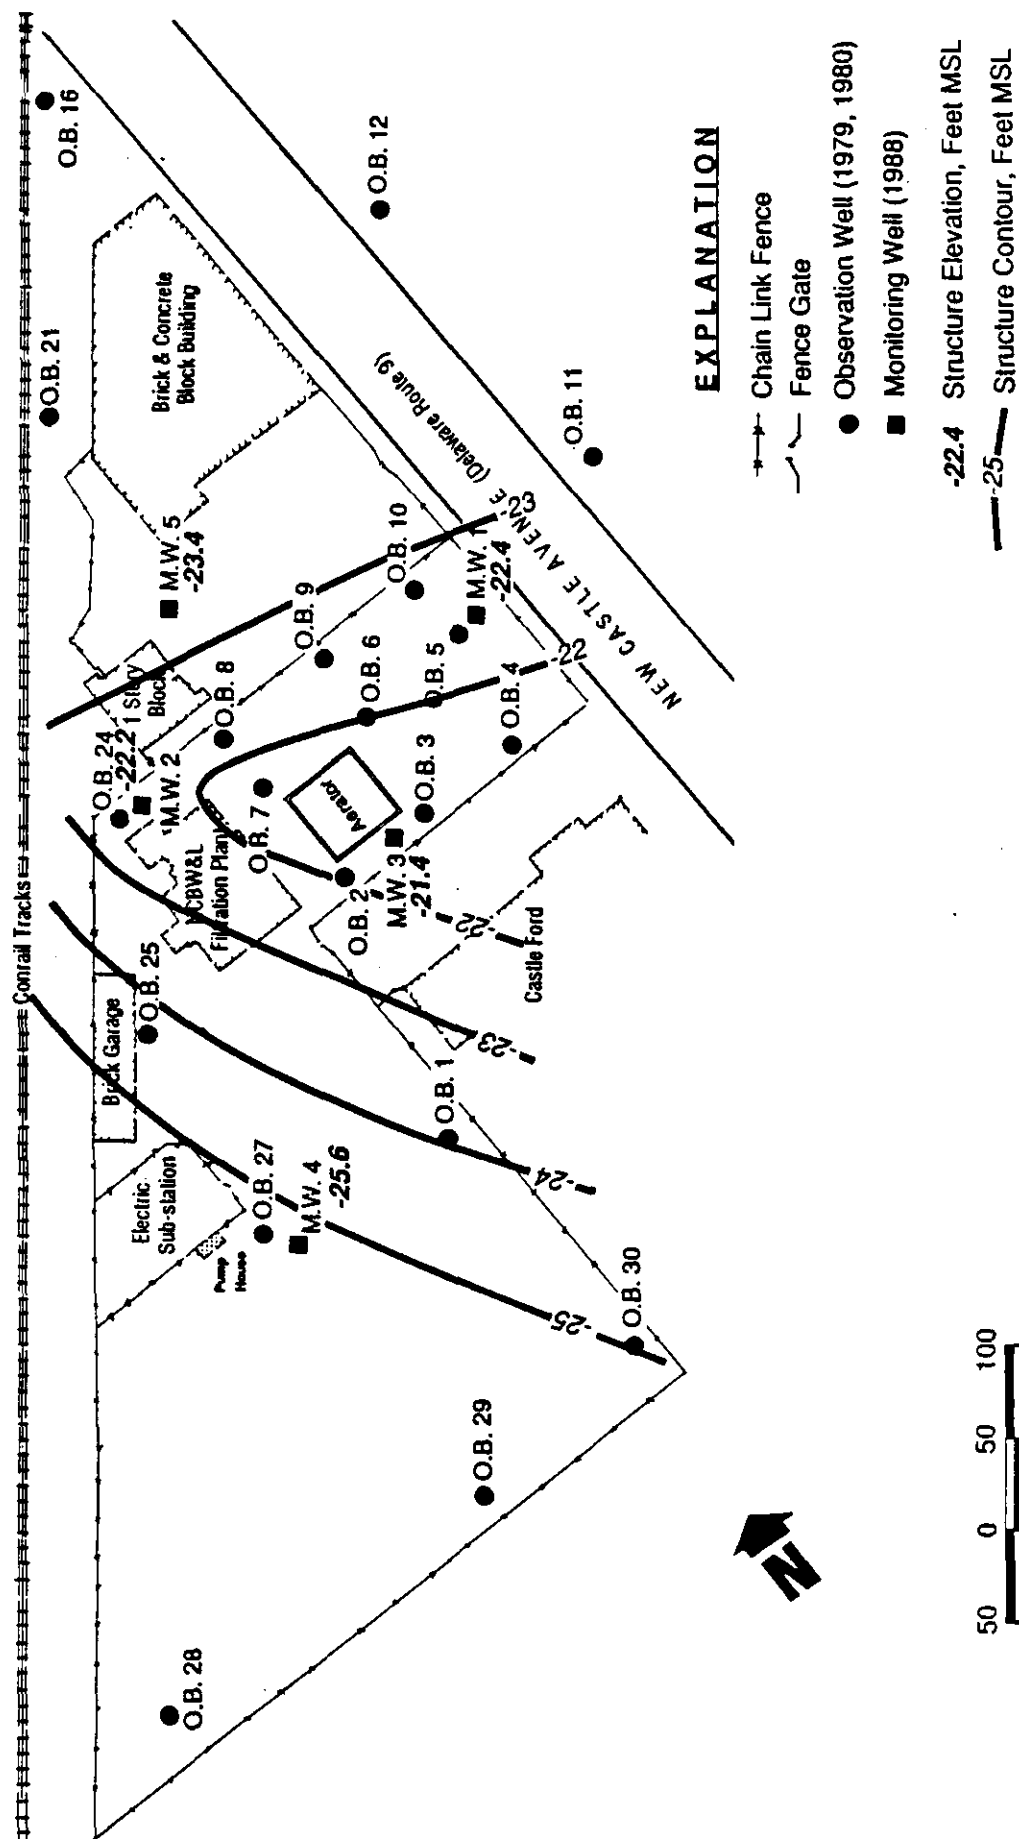 Conrail Tracks
O.B. 16
O.B. 21
Brick & Concrete
Block Building
O.B. 12
O.B. 11
M.W. 5
-23.4
O.B. 9
O.B. 10
M.W. 1
-22.4
-23
NEW CASTLE AVENUE (Delaware Route 9)
1 Story
Block
O.B. 8
O.B. 6
O.B. 5
O.B. 4
-22
O.B. 24
-22.2
M.W. 2
O.B. 7
Aerator
O.B. 3
Filtration Plant
O.B. 2
M.W. 3
-21.4
-22
Castle Ford
O.B. 25
Brick Garage
-23
O.B. 1
-24
Electric
Sub-station
Pump
House
O.B. 27
M.W. 4
-25.6
-25
O.B. 30
O.B. 29
O.B. 28
N
EXPLANATION
Chain Link Fence
Fence Gate
Observation Well (1979, 1980)
Monitoring Well (1988)
-22.4 Structure Elevation, Feet MSL
-25 Structure Contour, Feet MSL
50 0 50 100